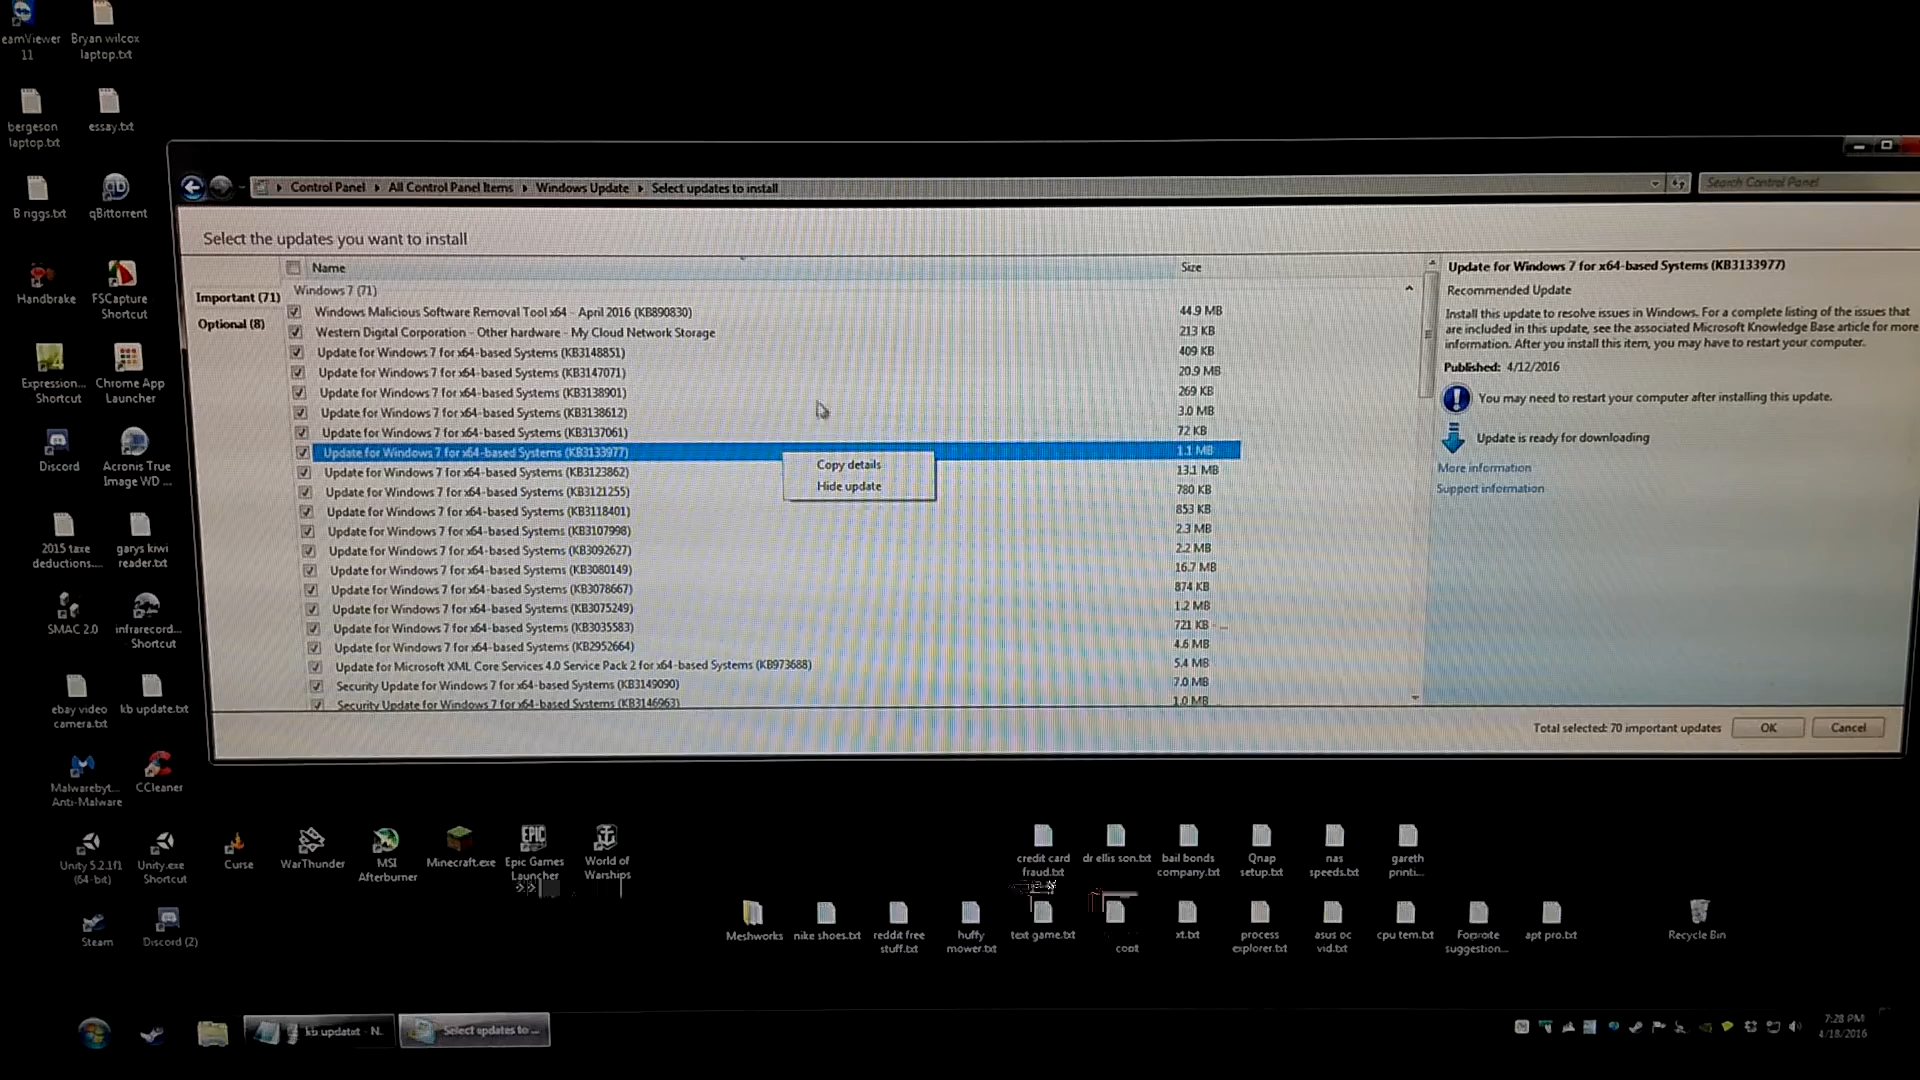 eamViewer
11
Bryan wilcox
laptop.txt
bergeson
laptop.txt
essay.txt
B riggs.txt
qBittorrent
Handbrake
FSCapture
Shortcut
Expression...
Shortcut
Chrome App
Launcher
Discord
Acronis True
Image WD ...
2015 taxe
deductions....
garys kiwi
reader.txt
SMAC 2.0
infrarecord...
Shortcut
ebay video
camera.txt
kb update.txt
Malwarebyt...
Anti-Malware
CCleaner
Control Panel
All Control Panel Items
Windows Update
Select updates to install
Search Control Panel
Select the updates you want to install
Name
Size
Important (71)
Optional (8)
Windows 7 (71)
Windows Malicious Software Removal Tool x64 - April 2016 (KB890830) 44.9 MB
Western Digital Corporation - Other hardware - My Cloud Network Storage 213 KB
Update for Windows 7 for x64-based Systems (KB3148851) 409 KB
Update for Windows 7 for x64-based Systems (KB3147071) 20.9 MB
Update for Windows 7 for x64-based Systems (KB3138901) 269 KB
Update for Windows 7 for x64-based Systems (KB3138612) 3.0 MB
Update for Windows 7 for x64-based Systems (KB3137061) 72 KB
Update for Windows 7 for x64-based Systems (KB3133977) 1.1 MB
Update for Windows 7 for x64-based Systems (KB3123862) 13.1 MB
Update for Windows 7 for x64-based Systems (KB3121255) 780 KB
Update for Windows 7 for x64-based Systems (KB3118401) 853 KB
Update for Windows 7 for x64-based Systems (KB3107998) 2.3 MB
Update for Windows 7 for x64-based Systems (KB3092627) 2.2 MB
Update for Windows 7 for x64-based Systems (KB3080149) 16.7 MB
Update for Windows 7 for x64-based Systems (KB3078667) 874 KB
Update for Windows 7 for x64-based Systems (KB3075249) 1.2 MB
Update for Windows 7 for x64-based Systems (KB3035583) 721 KB - ...
Update for Windows 7 for x64-based Systems (KB2952664) 4.6 MB
Update for Microsoft XML Core Services 4.0 Service Pack 2 for x64-based Systems (KB973688) 5.4 MB
Security Update for Windows 7 for x64-based Systems (KB3149090) 7.0 MB
Security Update for Windows 7 for x64-based Systems (KB3146963) 1.0 MB
Copy details
Hide update
Update for Windows 7 for x64-based Systems (KB3133977)
Recommended Update
Install this update to resolve issues in Windows. For a complete listing of the issues that
are included in this update, see the associated Microsoft Knowledge Base article for more
information. After you install this item, you may have to restart your computer.
Published: 4/12/2016
You may need to restart your computer after installing this update.
Update is ready for downloading
More information
Support information
Total selected: 70 important updates
OK
Cancel
Unity 5.2.1f1
(64-bit)
Unity.exe
Shortcut
Curse
WarThunder
MSI
Afterburner
Minecraft.exe
Epic Games
Launcher
World of
Warships
credit card
fraud.txt
dr ellis son.txt
bail bonds
company.txt
Qnap
setup.txt
nas
speeds.txt
gareth
printi...
Steam
Discord (2)
Meshworks
nike shoes.txt
reddit free
stuff.txt
huffy
mower.txt
text game.txt
xt.txt
process
explorer.txt
asus oc
vid.txt
cpu tem.txt
suggestion...
apt pro.txt
Recycle Bin
Select updates to ...
7:28 PM
4/18/2016